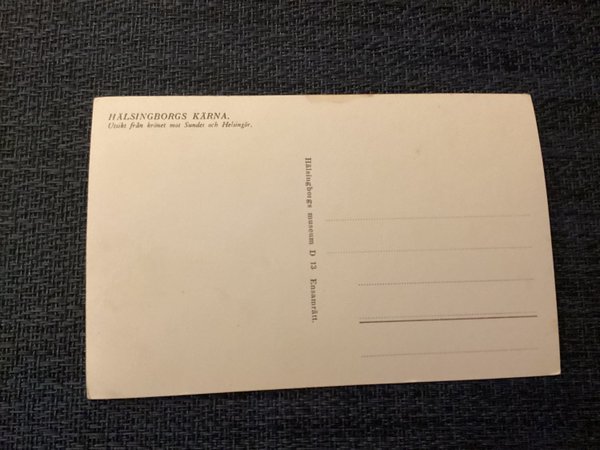 HÄLSINGBORGS KÄRNA.
Utsikt från krönet mot Sundet och Helsingör.
Hälsingborgs museum D 13 Ensamrätt.